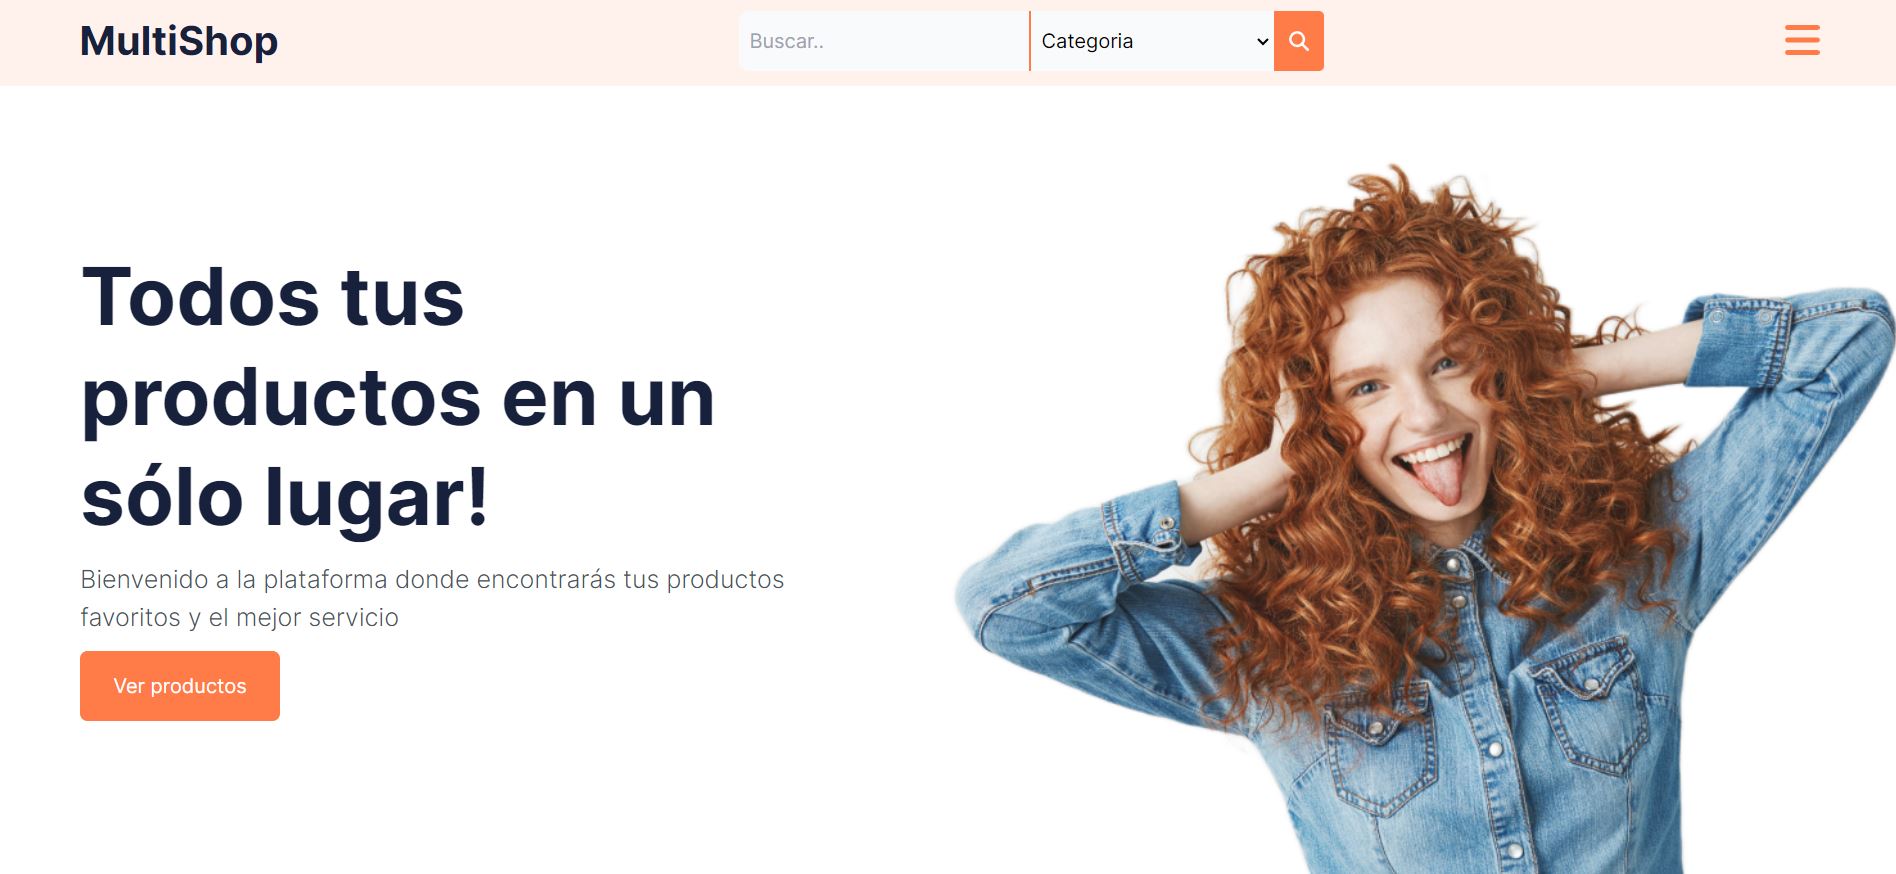 MultiShop
Buscar..
Categoria
Todos tus
productos en un
sólo lugar!
Bienvenido a la plataforma donde encontrarás tus productos
favoritos y el mejor servicio
Ver productos